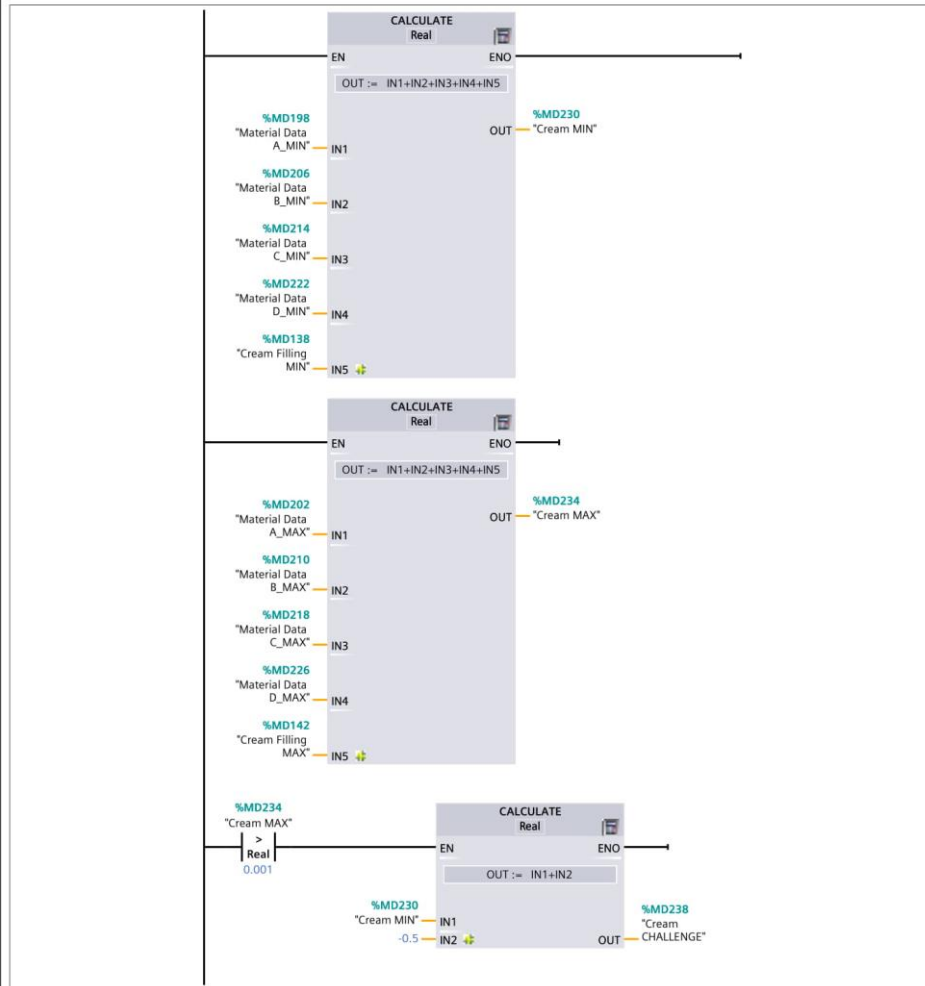 CALCULATE
Real
EN
ENO
OUT := IN1+IN2+IN3+IN4+IN5
%MD198
"Material Data
A_MIN"
IN1
OUT
%MD230
"Cream MIN"
%MD206
"Material Data
B_MIN"
IN2
%MD214
"Material Data
C_MIN"
IN3
%MD222
"Material Data
D_MIN"
IN4
%MD138
"Cream Filling
MIN"
IN5
CALCULATE
Real
EN
ENO
OUT := IN1+IN2+IN3+IN4+IN5
%MD202
"Material Data
A_MAX"
IN1
OUT
%MD234
"Cream MAX"
%MD210
"Material Data
B_MAX"
IN2
%MD218
"Material Data
C_MAX"
IN3
%MD226
"Material Data
D_MAX"
IN4
%MD142
"Cream Filling
MAX"
IN5
%MD234
"Cream MAX"
>
Real
0.001
CALCULATE
Real
EN
ENO
OUT := IN1+IN2
%MD230
"Cream MIN"
IN1
-0.5
IN2
OUT
%MD238
"Cream
CHALLENGE"